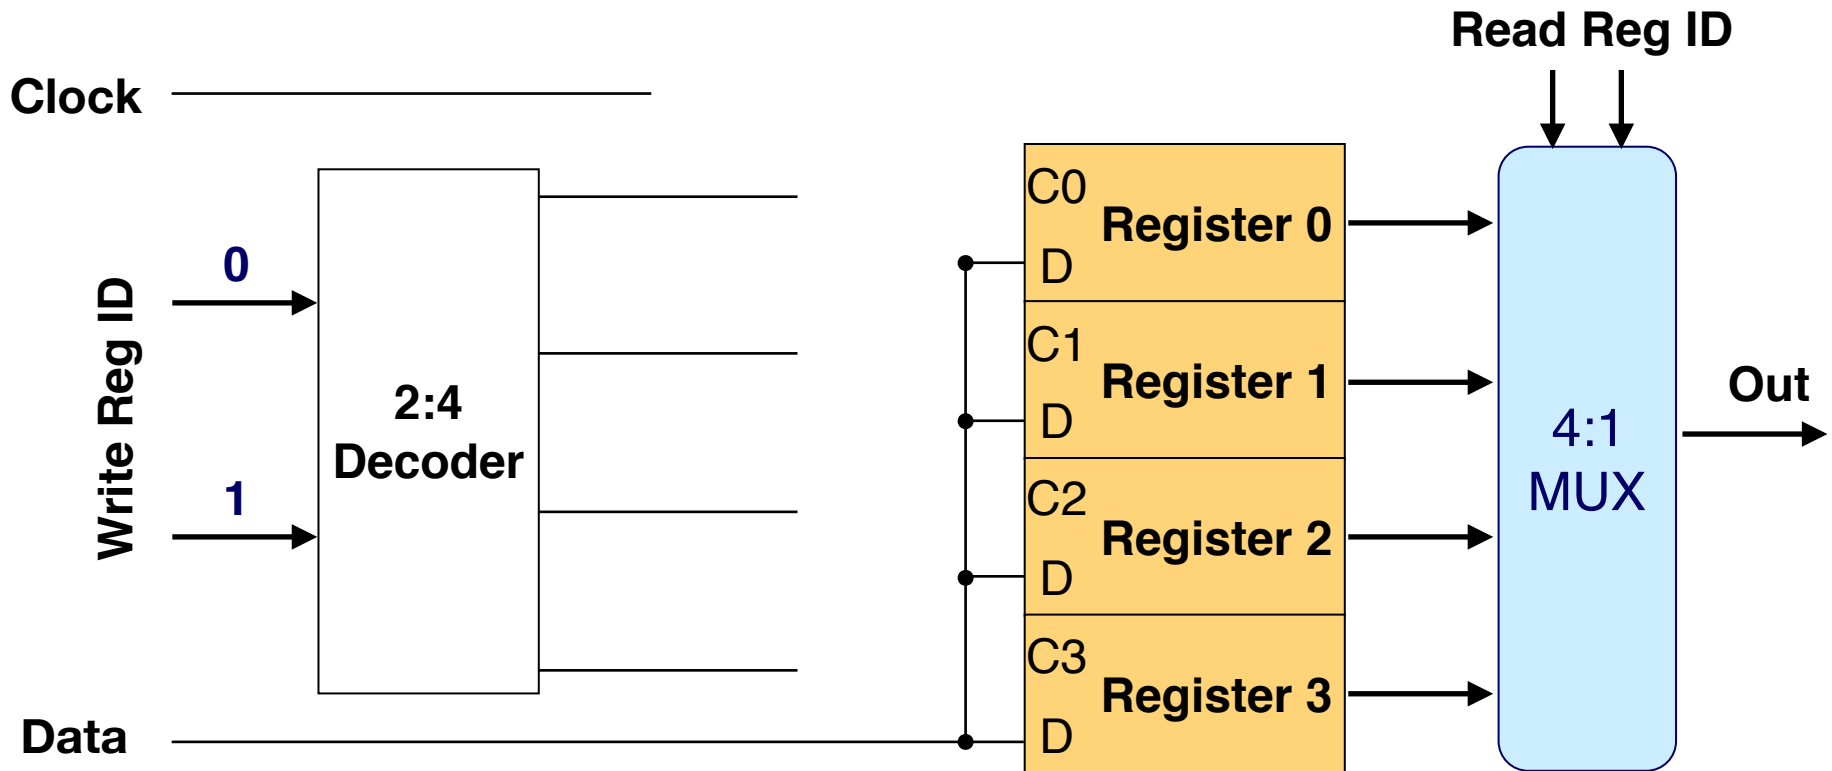 Read Reg ID
Clock
Write Reg ID
0
1
2:4
Decoder
Data
C0
Register 0
D
C1
Register 1
D
C2
Register 2
D
C3
Register 3
D
4:1
MUX
Out